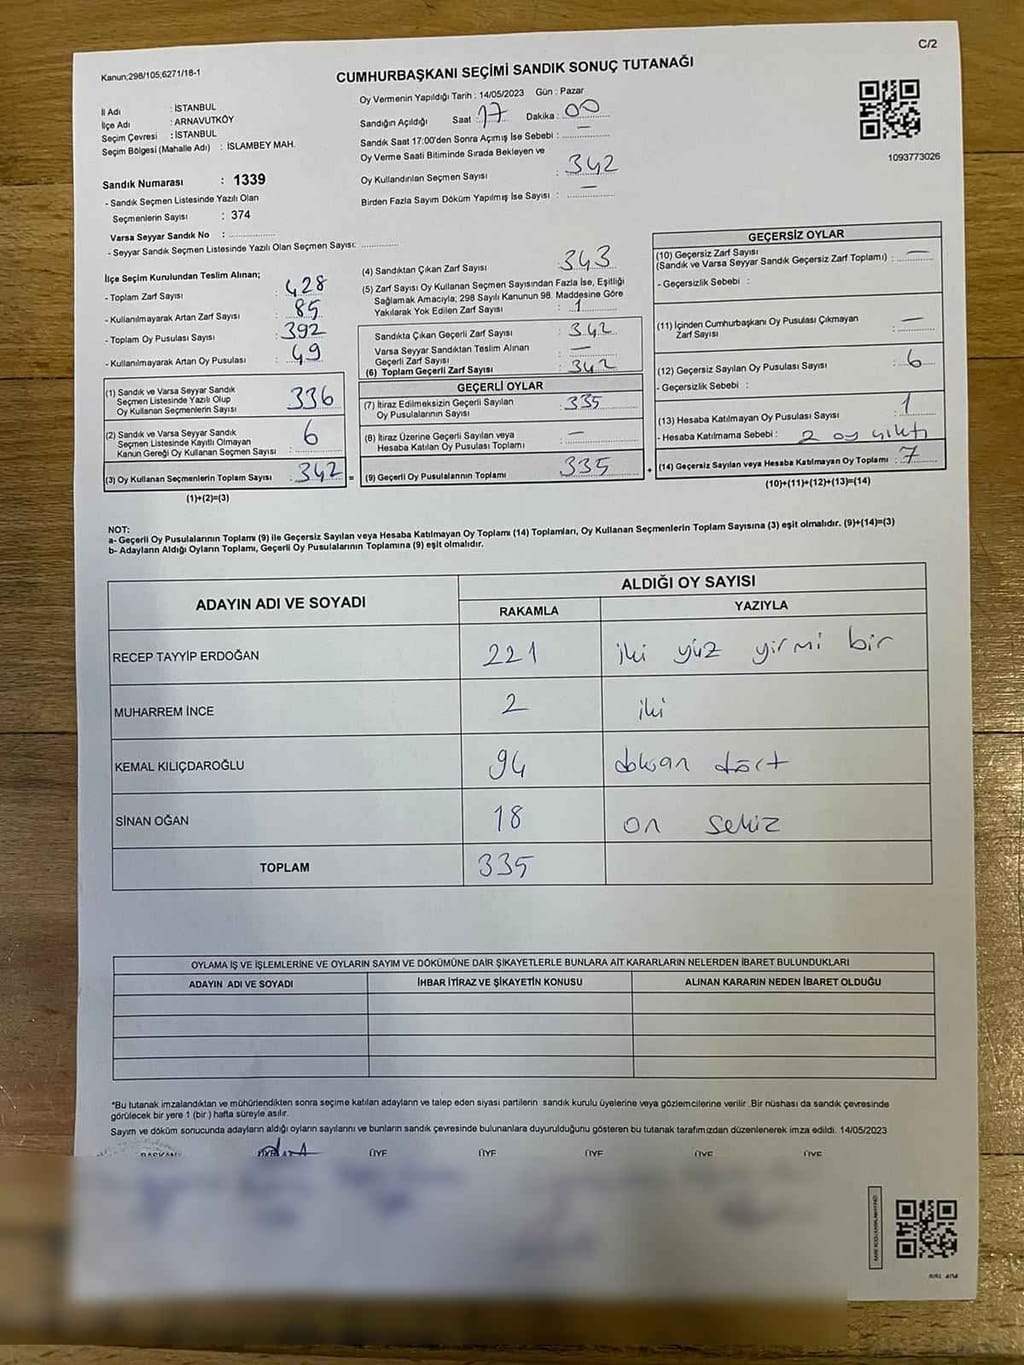 C/2
Kanun;298/105;6271/18-1
CUMHURBAŞKANI SEÇİMİ SANDIK SONUÇ TUTANAĞI
İl Adı : İSTANBUL
İlçe Adı : ARNAVUTKÖY
Seçim Çevresi : İSTANBUL
Seçim Bölgesi (Mahalle Adı) : İSLAMBEY MAH.
Sandık Numarası : 1339
- Sandık Seçmen Listesinde Yazılı Olan
Seçmenlerin Sayısı : 374
Varsa Seyyar Sandık No :
- Seyyar Sandık Seçmen Listesinde Yazılı Olan Seçmen Sayısı:
Oy Vermenin Yapıldığı Tarih : 14/05/2023 Gün : Pazar
Sandığın Açıldığı Saat 17 Dakika : 00
Sandık Saat 17:00'den Sonra Açımış İse Sebebi : —
Oy Verme Saati Bitiminde Sırada Bekleyen ve
Oy Kullandırılan Seçmen Sayısı : 342
Birden Fazla Sayım Döküm Yapılmış İse Sayısı : —
1093773026
İlçe Seçim Kurulundan Teslim Alınan;
- Toplam Zarf Sayısı : 428
- Kullanılmayarak Artan Zarf Sayısı : 85
- Toplam Oy Pusulası Sayısı : 392
- Kullanılmayarak Artan Oy Pusulası : 49
(1) Sandık ve Varsa Seyyar Sandık
Seçmen Listesinde Yazılı Olup
Oy Kullanan Seçmenlerin Sayısı : 336
(2) Sandık ve Varsa Seyyar Sandık
Seçmen Listesinde Kayıtlı Olmayan
Kanun Gereği Oy Kullanan Seçmen Sayısı : 6
(3) Oy Kullanan Seçmenlerin Toplam Sayısı : 342 =
(1)+(2)=(3)
(4) Sandıktan Çıkan Zarf Sayısı : 343
(5) Zarf Sayısı Oy Kullanan Seçmen Sayısından Fazla İse, Eşitliği
Sağlamak Amacıyla; 298 Sayılı Kanunun 98. Maddesine Göre
Yakılarak Yok Edilen Zarf Sayısı : 1
Sandıkta Çıkan Geçerli Zarf Sayısı : 342
Varsa Seyyar Sandıktan Teslim Alınan
Geçerli Zarf Sayısı : —
(6) Toplam Geçerli Zarf Sayısı : 342
GEÇERLİ OYLAR
(7) İtiraz Edilmeksizin Geçerli Sayılan
Oy Pusulalarının Sayısı : 335
(8) İtiraz Üzerine Geçerli Sayılan veya
Hesaba Katılan Oy Pusulası Toplamı : —
(9) Geçerli Oy Pusulalarının Toplamı : 335 +
GEÇERSİZ OYLAR
(10) Geçersiz Zarf Sayısı
(Sandık ve Varsa Seyyar Sandık Geçersiz Zarf Toplamı) : —
- Geçersizlik Sebebi :
(11) İçinden Cumhurbaşkanı Oy Pusulası Çıkmayan
Zarf Sayısı : —
(12) Geçersiz Sayılan Oy Pusulası Sayısı : 6
- Geçersizlik Sebebi :
(13) Hesaba Katılmayan Oy Pusulası Sayısı : 1
- Hesaba Katılmama Sebebi : 2 oy çıktı
(14) Geçersiz Sayılan veya Hesaba Katılmayan Oy Toplamı : 7
(10)+(11)+(12)+(13)=(14)
NOT:
a- Geçerli Oy Pusulalarının Toplamı (9) ile Geçersiz Sayılan veya Hesaba Katılmayan Oy Toplamı (14) Toplamları, Oy Kullanan Seçmenlerin Toplam Sayısına (3) eşit olmalıdır. (9)+(14)=(3)
b- Adayların Aldığı Oyların Toplamı, Geçerli Oy Pusulalarının Toplamına (9) eşit olmalıdır.
ADAYIN ADI VE SOYADI ALDIĞI OY SAYISI
RAKAMLA YAZIYLA
RECEP TAYYİP ERDOĞAN 221 iki yüz yirmi bir
MUHARREM İNCE 2 iki
KEMAL KILIÇDAROĞLU 94 doksan dört
SİNAN OĞAN 18 on sekiz
TOPLAM 335
OYLAMA İŞ VE İŞLEMLERİNE VE OYLARIN SAYIM VE DÖKÜMÜNE DAİR ŞİKAYETLERLE BUNLARA AİT KARARLARIN NELERDEN İBARET BULUNDUKLARI
ADAYIN ADI VE SOYADI İHBAR İTİRAZ VE ŞİKAYETİN KONUSU ALINAN KARARIN NEDEN İBARET OLDUĞU
*Bu tutanak imzalandıktan ve mühürlendikten sonra seçime katılan adayların ve talep eden siyasi partilerin sandık kurulu üyelerine veya gözlemcilerine verilir .Bir nüshası da sandık çevresinde
görülecek bir yere 1 (bir ) hafta süreyle asılır.
Sayım ve döküm sonucunda adayların aldığı oyların sayılarını ve bunların sandık çevresinde bulunanlara duyurulduğunu gösteren bu tutanak tarafımızdan düzenlenerek imza edildi. 14/05/2023
BAŞKAN ÜYE ÜYE ÜYE ÜYE ÜYE ÜYE